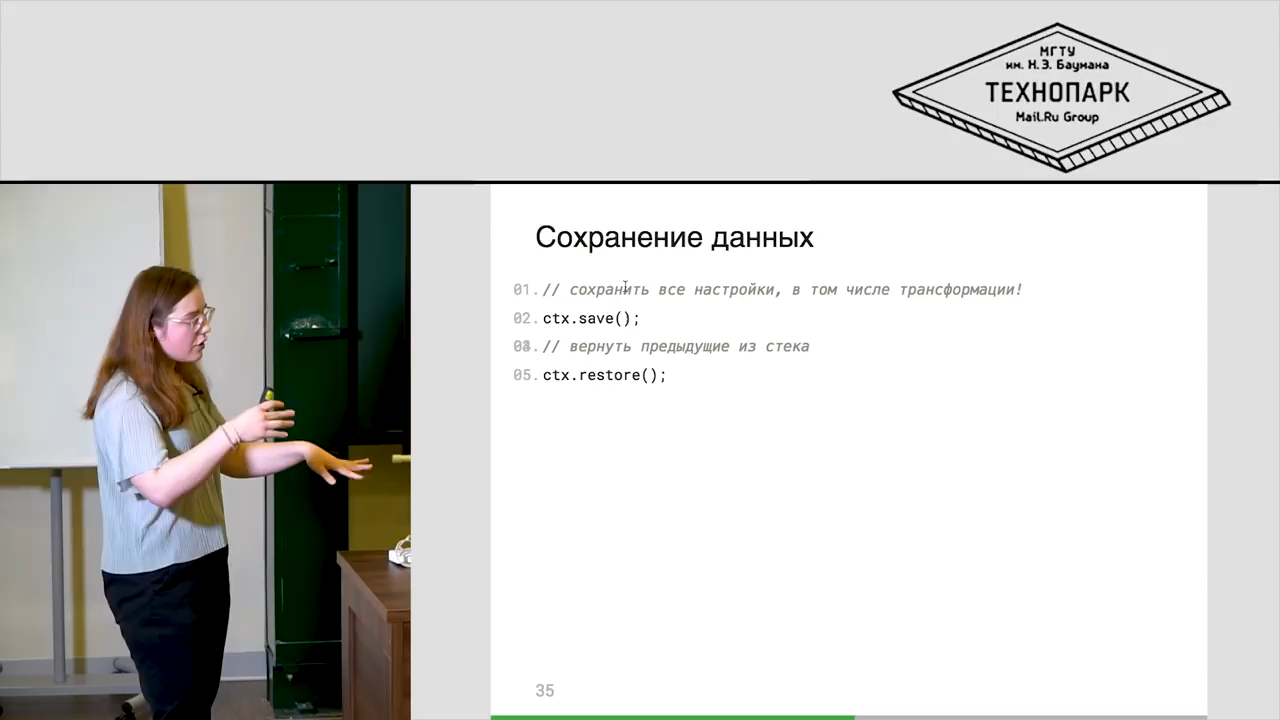 МГТУ
им. Н.Э. Баумана
ТЕХНОПАРК
Mail.Ru Group
Сохранение данных
01. // сохранить все настройки, в том числе трансформации!
02. ctx.save();
// вернуть предыдущие из стека
05. ctx.restore();
35